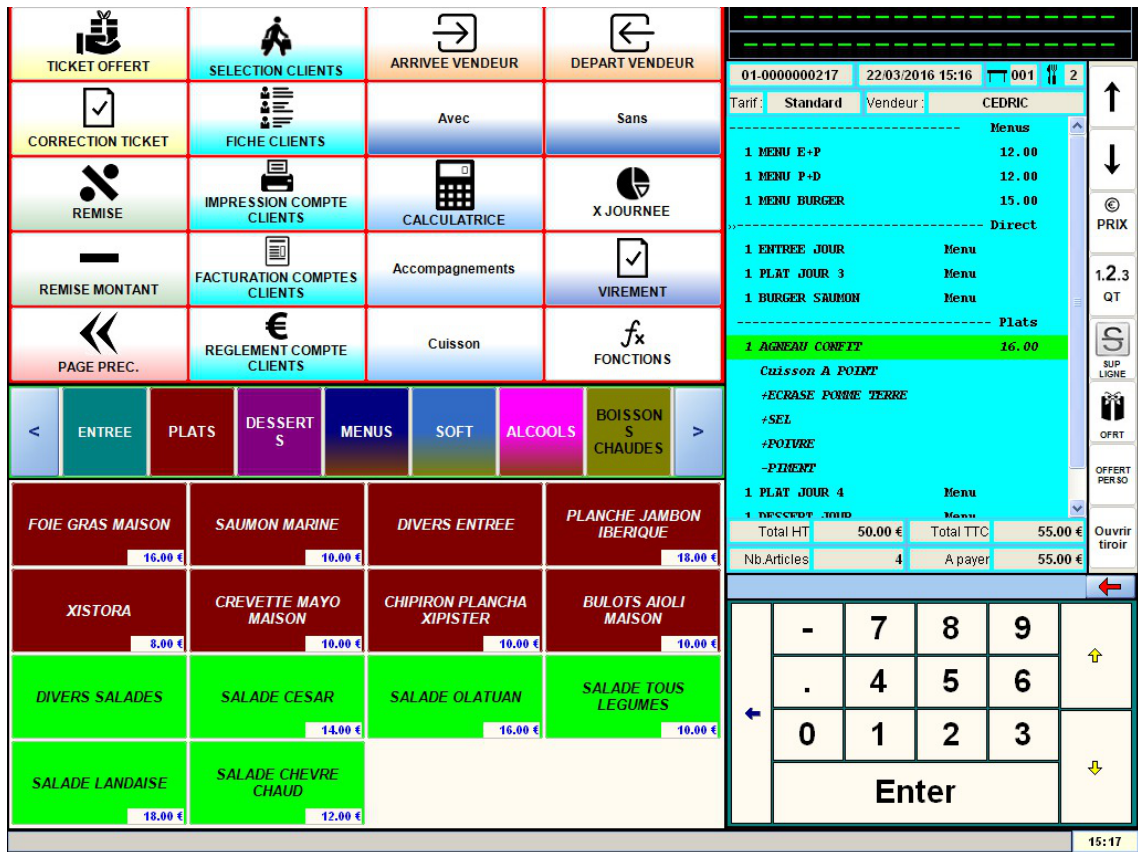 TICKET OFFERT
SELECTION CLIENTS
ARRIVEE VENDEUR
DEPART VENDEUR
CORRECTION TICKET
FICHE CLIENTS
Avec
Sans
REMISE
IMPRESSION COMPTE
CLIENTS
CALCULATRICE
X JOURNEE
REMISE MONTANT
FACTURATION COMPTES
CLIENTS
Accompagnements
VIREMENT
PAGE PREC.
REGLEMENT COMPTE
CLIENTS
Cuisson
FONCTIONS
<
ENTREE
PLATS
DESSERT
S
MENUS
SOFT
ALCOOLS
BOISSON
S
CHAUDES
>
FOIE GRAS MAISON
16.00 €
SAUMON MARINE
10.00 €
DIVERS ENTREE
PLANCHE JAMBON
IBERIQUE
18.00 €
XISTORA
8.00 €
CREVETTE MAYO
MAISON
10.00 €
CHIPIRON PLANCHA
XIPISTER
10.00 €
BULOTS AIOLI
MAISON
10.00 €
DIVERS SALADES
SALADE CESAR
14.00 €
SALADE OLATUAN
16.00 €
SALADE TOUS
LEGUMES
10.00 €
SALADE LANDAISE
18.00 €
SALADE CHEVRE
CHAUD
12.00 €
01-0000000217 22/03/2016 15:16 001 2
Tarif : Standard Vendeur : CEDRIC
------------------------------ Menus
1 MENU E+P 12.00
1 MENU P+D 12.00
1 MENU BURGER 15.00
»------------------------------ Direct
1 ENTREE JOUR Menu
1 PLAT JOUR 3 Menu
1 BURGER SAUMON Menu
-------------------------------- Plats
1 AGNEAU CONFIT 16.00
Cuisson A POINT
+ECRASE POMME TERRE
+SEL
+POIVRE
-PIMENT
1 PLAT JOUR 4 Menu
1 DESSERT JOUR Menu
Total HT 50.00 € Total TTC 55.00 €
Nb.Articles 4 A payer 55.00 €
€
PRIX
1.2.3
QT
S
SUP
LIGNE
OFRT
OFFERT
PERSO
Ouvrir
tiroir
- 7 8 9
. 4 5 6
0 1 2 3
Enter
15:17